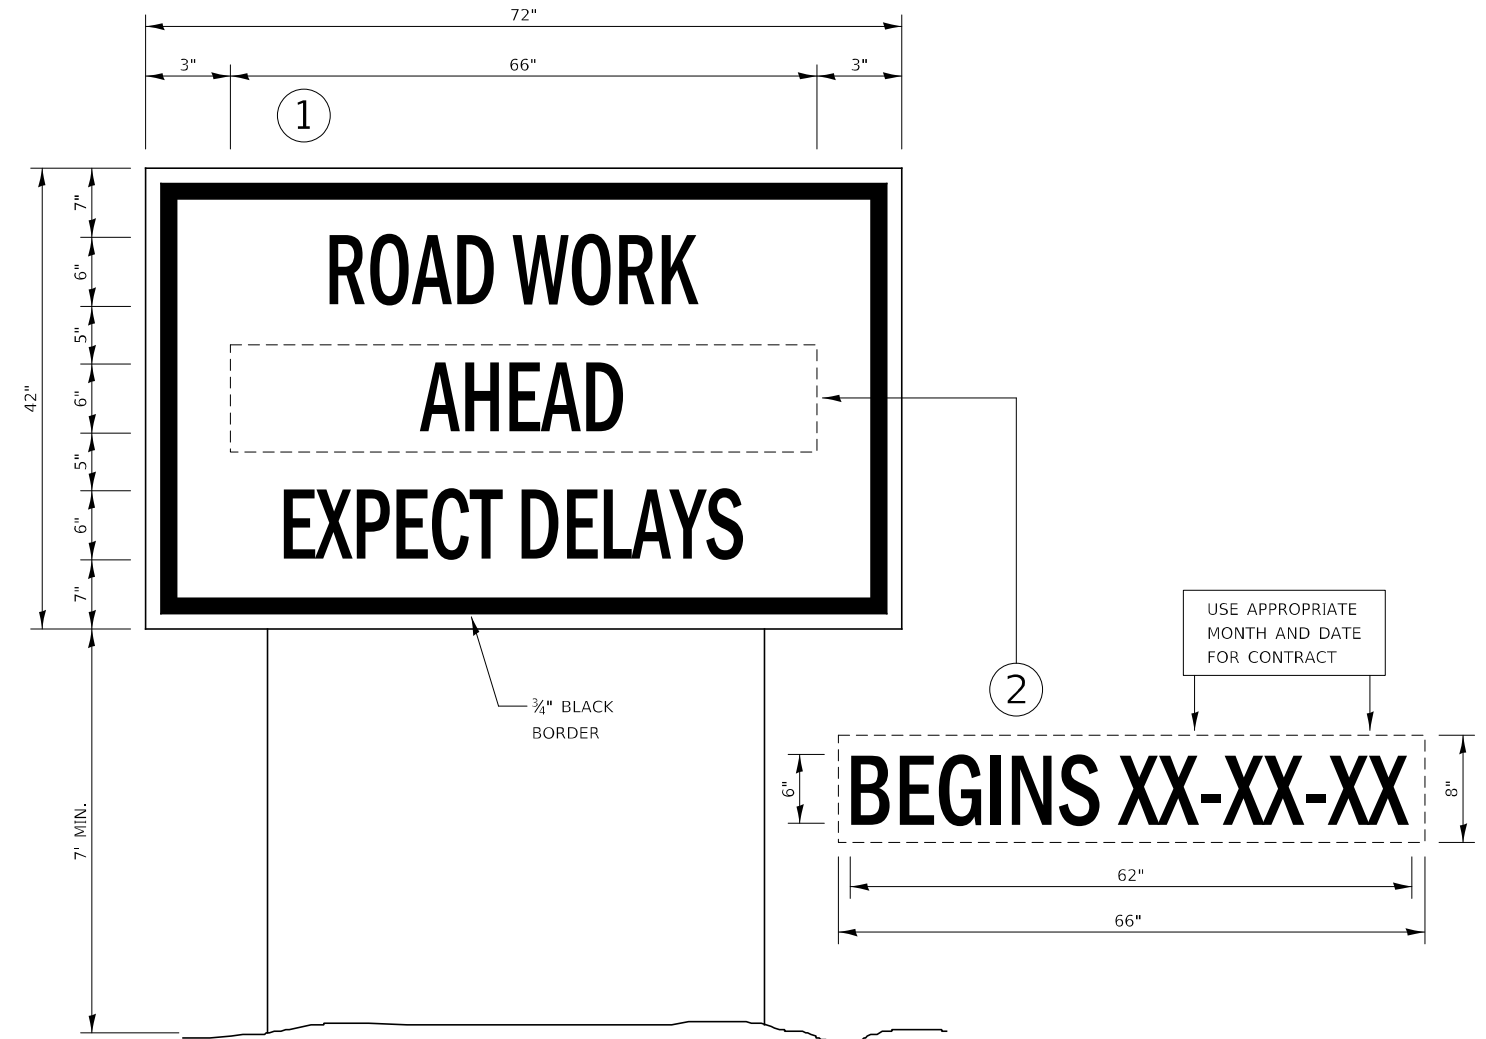 72"
3" 66" 3"
1
7"
ROAD WORK
6"
5"
42"
AHEAD
6"
5"
EXPECT DELAYS
6"
7"
¾" BLACK
BORDER
7' MIN.
2
USE APPROPRIATE
MONTH AND DATE
FOR CONTRACT
6"
BEGINS XX-XX-XX
8"
62"
66"